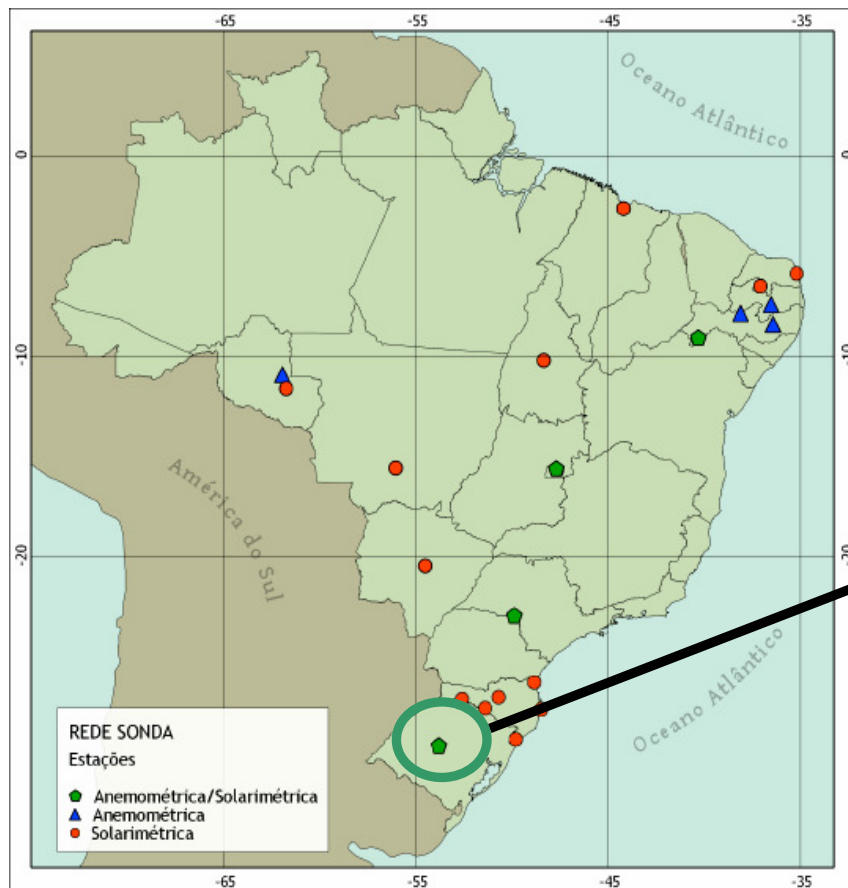 -65 -55 -45 -35
Oceano Atlântico
0 0
-10 -10
América do Sul
-20 -20
Oceano Atlântico
REDE SONDA
Estações
Anemométrica/Solarimétrica
Anemométrica
Solarimétrica
-65 -55 -45 -35